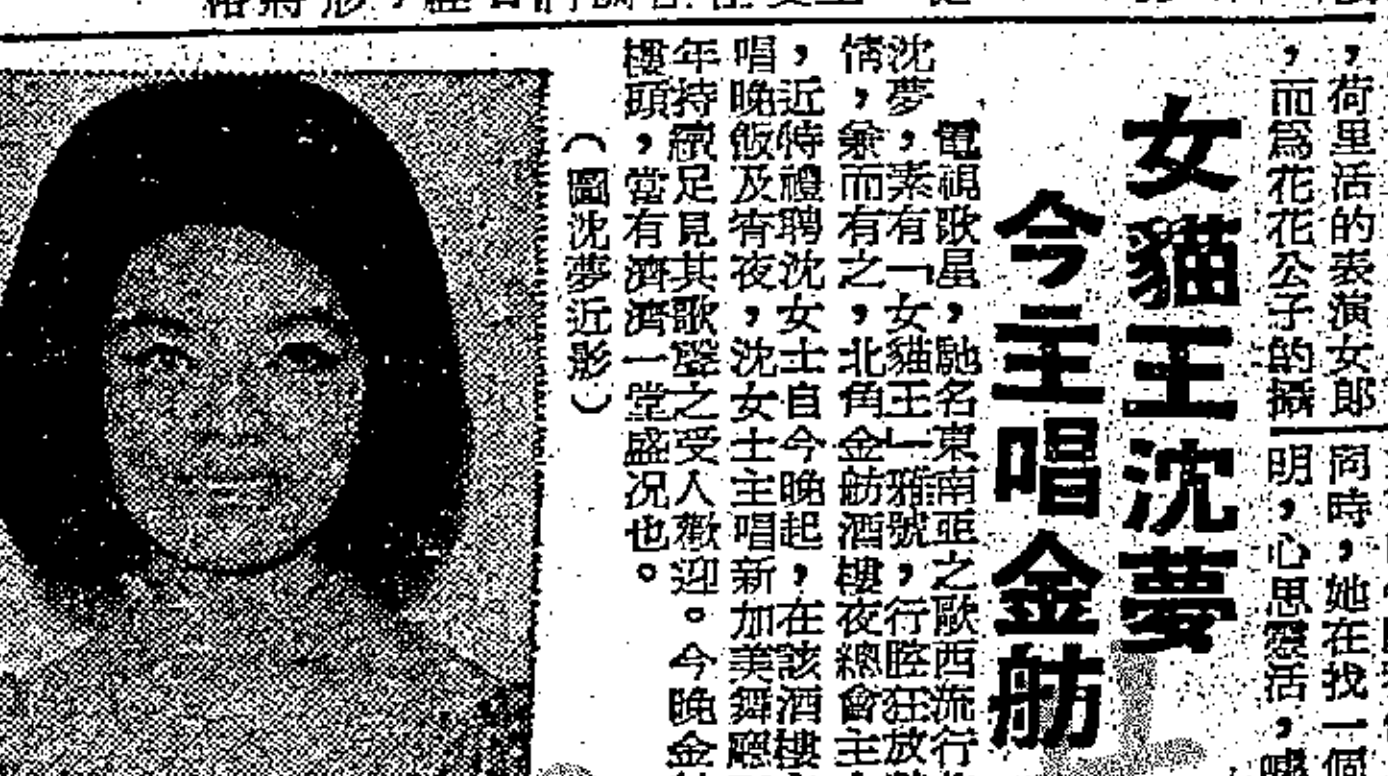 ，荷里活的表演女郎
，而爲花花公子的攝
同時，她在找一個
明，心思靈活，
女貓王沈夢
今主唱金舫
電視歌星，馳名東南亞之歐西流行
沈夢，素有「女貓王」雅號，行腔狂放
情，兼而有之，北角金舫酒樓夜總會主
，近特禮聘沈女士自今晚起，在該酒樓
唱晚飯及宵夜，沈女士主唱新加美舞廳
年持續足見其歌聲之受人歡迎。今晚金
樓頭，當有濟濟一堂盛況也。
（圖沈夢近影）